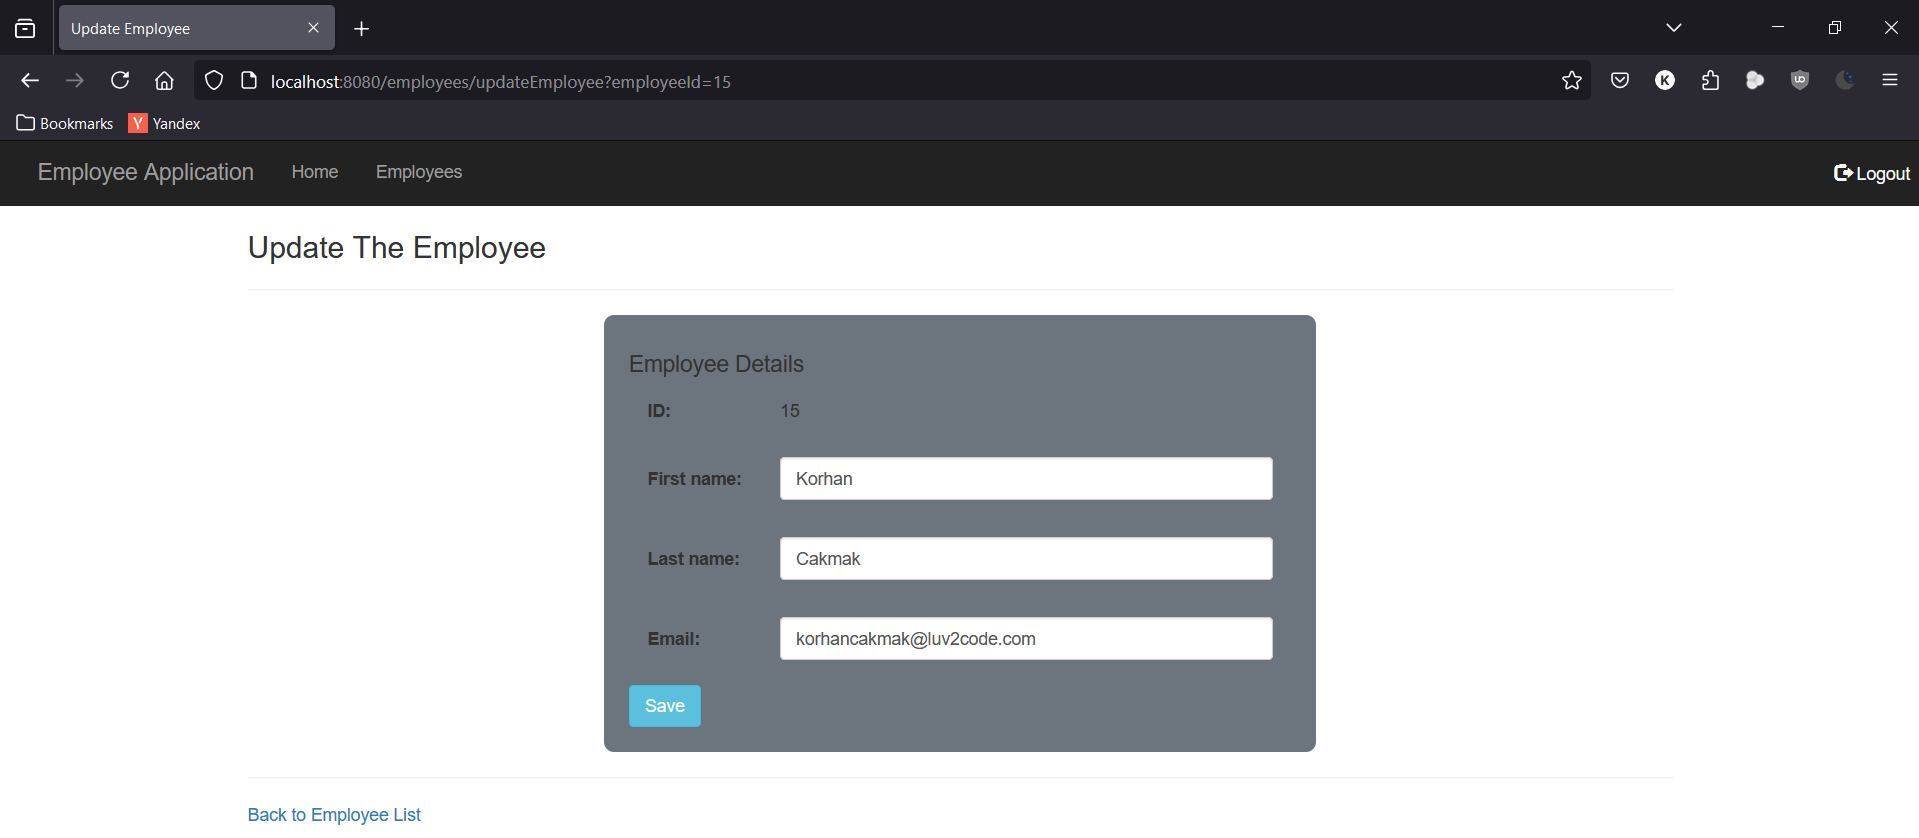 Update Employee
localhost:8080/employees/updateEmployee?employeeId=15
K
Bookmarks Y Yandex
Employee Application Home Employees Logout
Update The Employee
Employee Details
ID: 15
First name: Korhan
Last name: Cakmak
Email: korhancakmak@luv2code.com
Save
Back to Employee List